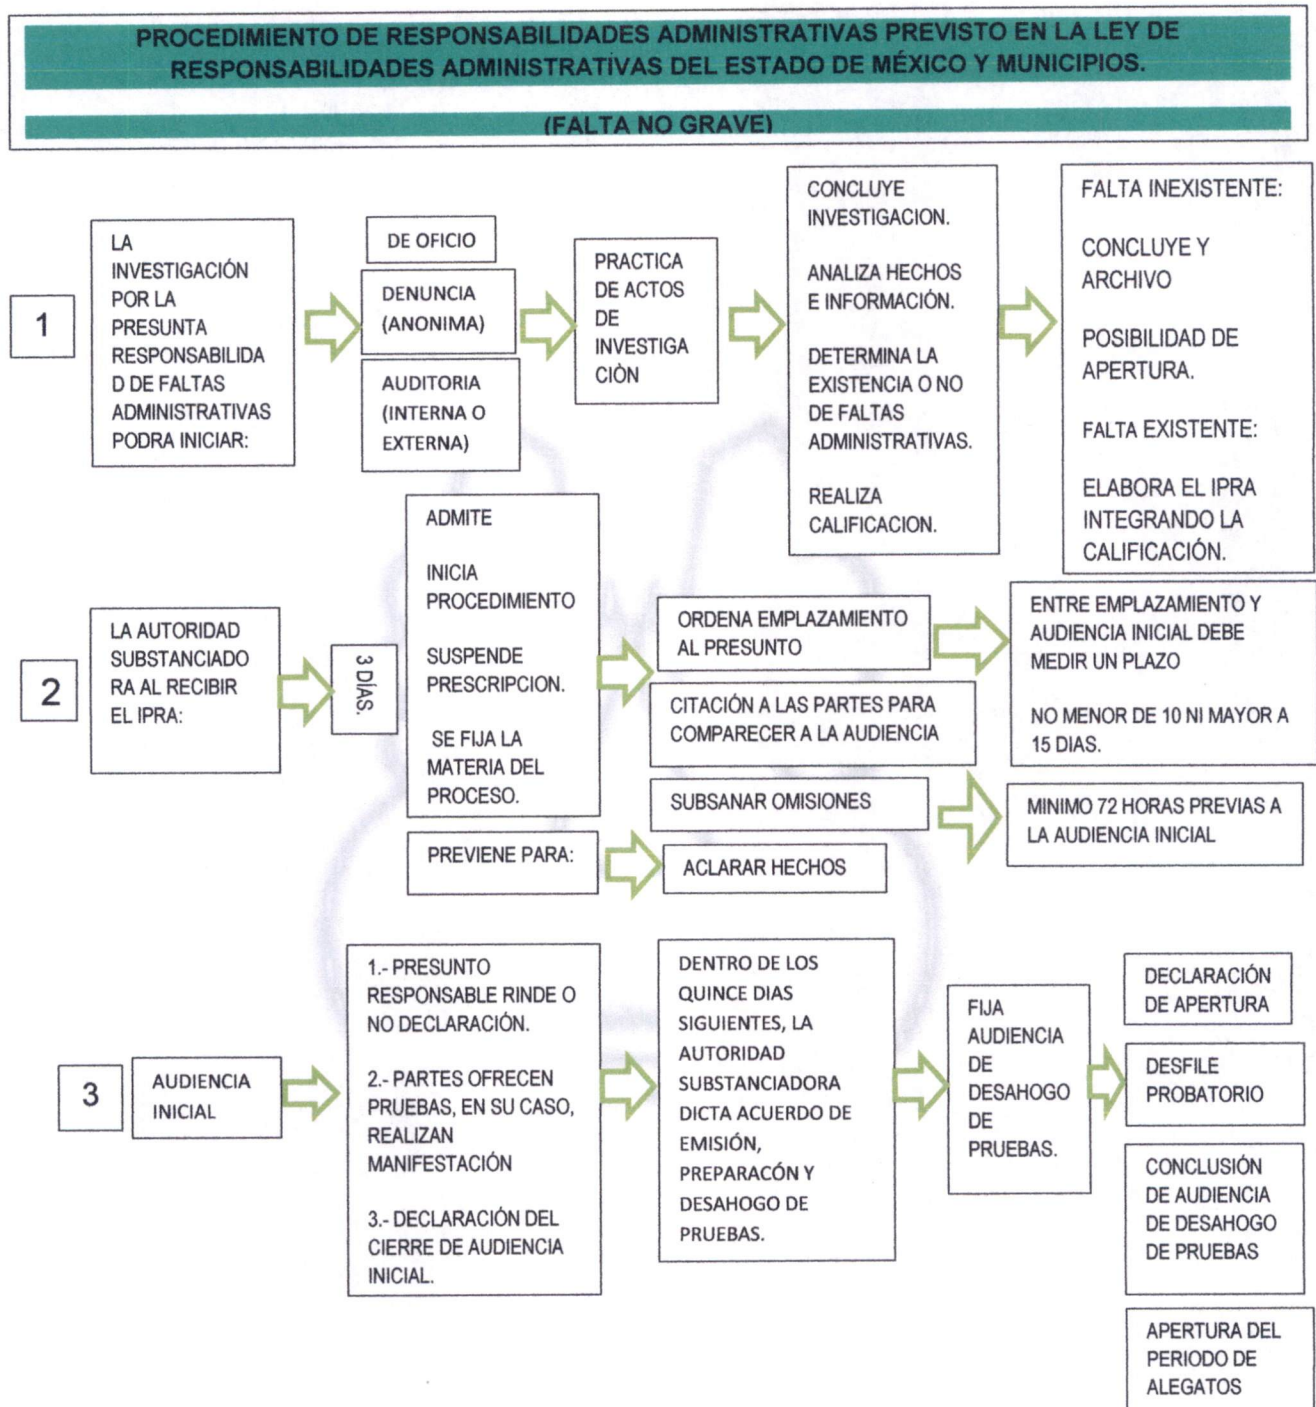 PROCEDIMIENTO DE RESPONSABILIDADES ADMINISTRATIVAS PREVISTO EN LA LEY DE
RESPONSABILIDADES ADMINISTRATÍVAS DEL ESTADO DE MÉXICO Y MUNICIPIOS.
(FALTA NO GRAVE)
1
LA
INVESTIGACIÓN
POR LA
PRESUNTA
RESPONSABILIDA
D DE FALTAS
ADMINISTRATIVAS
PODRA INICIAR:
DE OFICIO
DENUNCIA
(ANONIMA)
AUDITORIA
(INTERNA O
EXTERNA)
PRACTICA
DE ACTOS
DE
INVESTIGA
CIÒN
CONCLUYE
INVESTIGACION.
ANALIZA HECHOS
E INFORMACIÓN.
DETERMINA LA
EXISTENCIA O NO
DE FALTAS
ADMINISTRATIVAS.
REALIZA
CALIFICACION.
FALTA INEXISTENTE:
CONCLUYE Y
ARCHIVO
POSIBILIDAD DE
APERTURA.
FALTA EXISTENTE:
ELABORA EL IPRA
INTEGRANDO LA
CALIFICACIÓN.
2
LA AUTORIDAD
SUBSTANCIADO
RA AL RECIBIR
EL IPRA:
3 DÍAS.
ADMITE
INICIA
PROCEDIMIENTO
SUSPENDE
PRESCRIPCION.
SE FIJA LA
MATERIA DEL
PROCESO.
ORDENA EMPLAZAMIENTO
AL PRESUNTO
CITACIÓN A LAS PARTES PARA
COMPARECER A LA AUDIENCIA
ENTRE EMPLAZAMIENTO Y
AUDIENCIA INICIAL DEBE
MEDIR UN PLAZO
NO MENOR DE 10 NI MAYOR A
15 DIAS.
PREVIENE PARA:
SUBSANAR OMISIONES
ACLARAR HECHOS
MINIMO 72 HORAS PREVIAS A
LA AUDIENCIA INICIAL
3
AUDIENCIA
INICIAL
1.- PRESUNTO
RESPONSABLE RINDE O
NO DECLARACIÓN.
2.- PARTES OFRECEN
PRUEBAS, EN SU CASO,
REALIZAN
MANIFESTACIÓN
3.- DECLARACIÓN DEL
CIERRE DE AUDIENCIA
INICIAL.
DENTRO DE LOS
QUINCE DIAS
SIGUIENTES, LA
AUTORIDAD
SUBSTANCIADORA
DICTA ACUERDO DE
EMISIÓN,
PREPARACÓN Y
DESAHOGO DE
PRUEBAS.
FIJA
AUDIENCIA
DE
DESAHOGO
DE
PRUEBAS.
DECLARACIÓN
DE APERTURA
DESFILE
PROBATORIO
CONCLUSIÓN
DE AUDIENCIA
DE DESAHOGO
DE PRUEBAS
APERTURA DEL
PERIODO DE
ALEGATOS